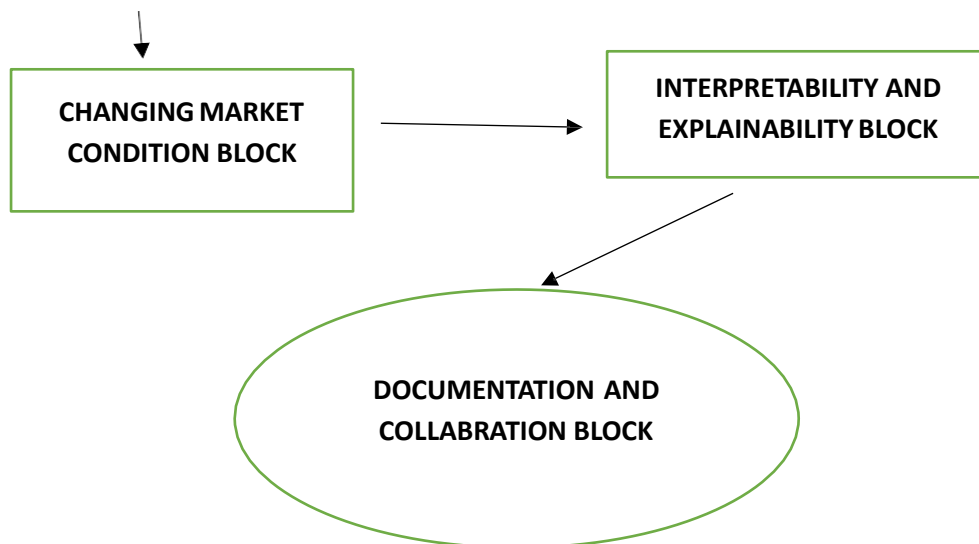 CHANGING MARKET
CONDITION BLOCK
INTERPRETABILITY AND
EXPLAINABILITY BLOCK
DOCUMENTATION AND
COLLABRATION BLOCK